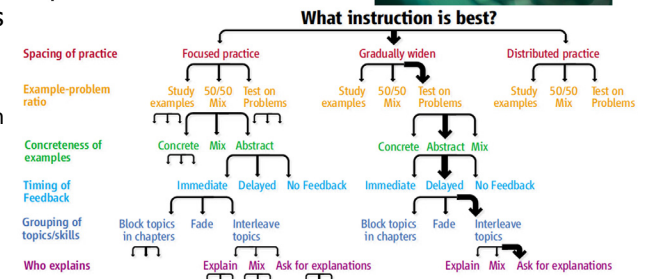 s
What instruction is best?
Spacing of practice Focused practice Gradually widen Distributed practice
Example-problem ratio Study examples 50/50 Mix Test on Problems Study examples 50/50 Mix Test on Problems Study examples 50/50 Mix Test on Problems
n
Concreteness of examples Concrete Mix Abstract Concrete Abstract Mix
Timing of Feedback Immediate Delayed No Feedback Immediate Delayed No Feedback
Grouping of topics/skills Block topics in chapters Fade Interleave topics Block topics in chapters Fade Interleave topics
Who explains Explain Mix Ask for explanations Explain Mix Ask for explanations